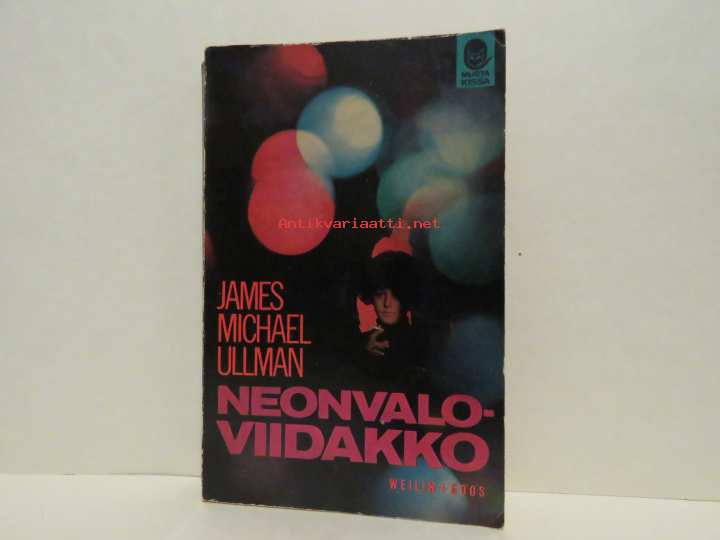 MUSTA
KISSA
Antikvariaatti.net
JAMES
MICHAEL
ULLMAN
NEONVALO-
VIIDAKKO
WEILIN+GÖÖS